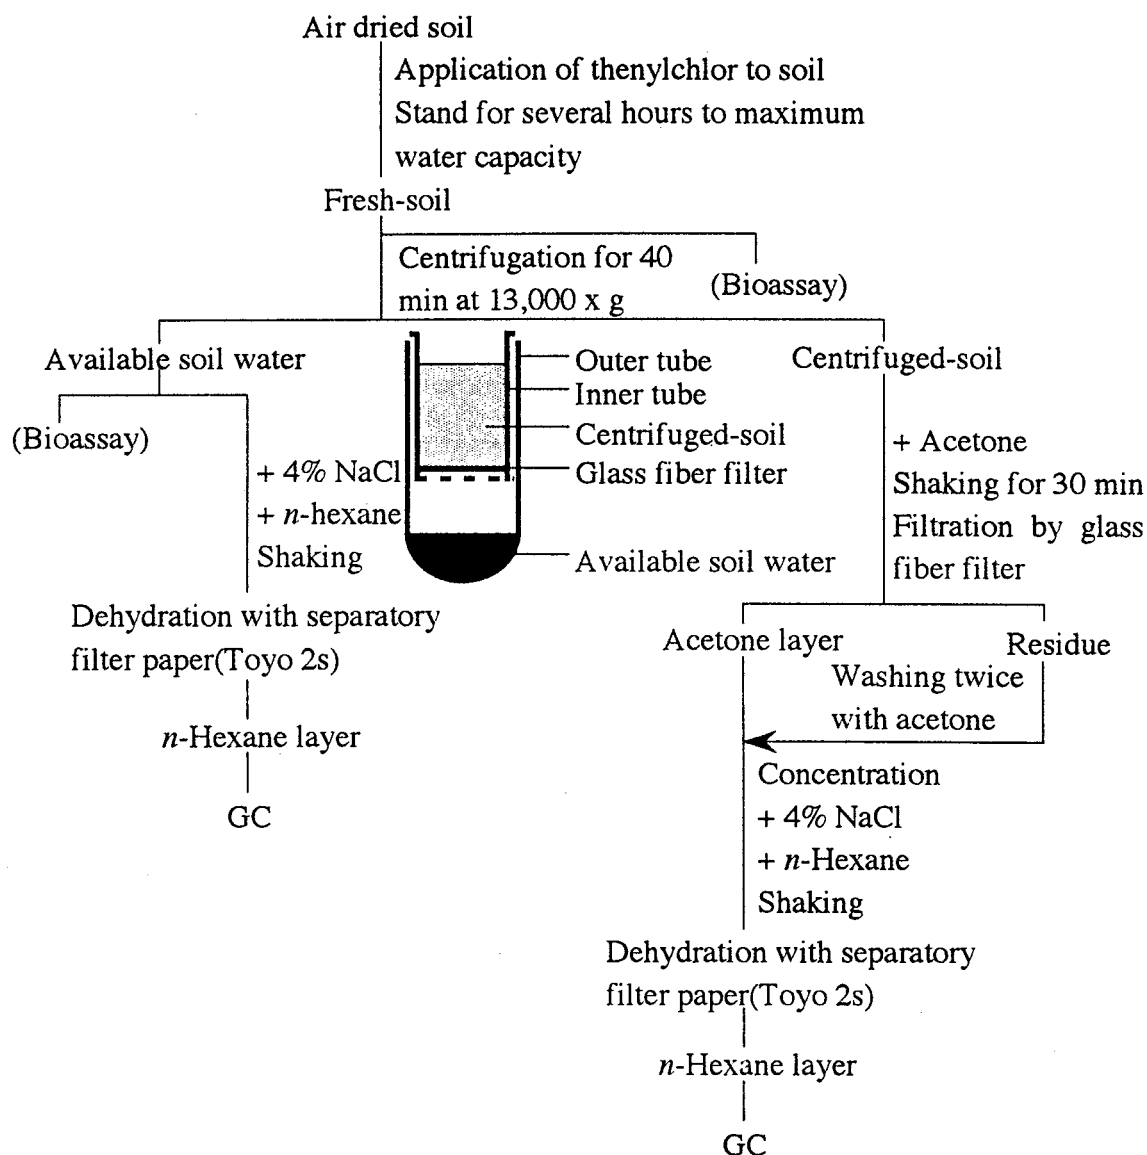 Air dried soil
Application of thenylchlor to soil
Stand for several hours to maximum
water capacity
Fresh-soil
Centrifugation for 40
min at 13,000 x g
(Bioassay)
Available soil water
Centrifuged-soil
Outer tube
Inner tube
Centrifuged-soil
Glass fiber filter
Available soil water
(Bioassay)
+ 4% NaCl
+ n-hexane
Shaking
Dehydration with separatory
filter paper(Toyo 2s)
n-Hexane layer
GC
+ Acetone
Shaking for 30 min
Filtration by glass
fiber filter
Acetone layer
Residue
Washing twice
with acetone
Concentration
+ 4% NaCl
+ n-Hexane
Shaking
Dehydration with separatory
filter paper(Toyo 2s)
n-Hexane layer
GC